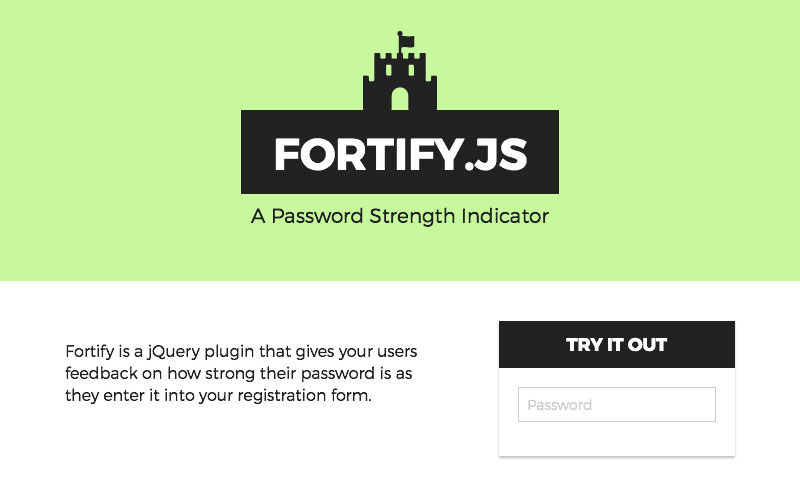 FORTIFY.JS
A Password Strength Indicator
Fortify is a jQuery plugin that gives your users
feedback on how strong their password is as
they enter it into your registration form.
TRY IT OUT
Password